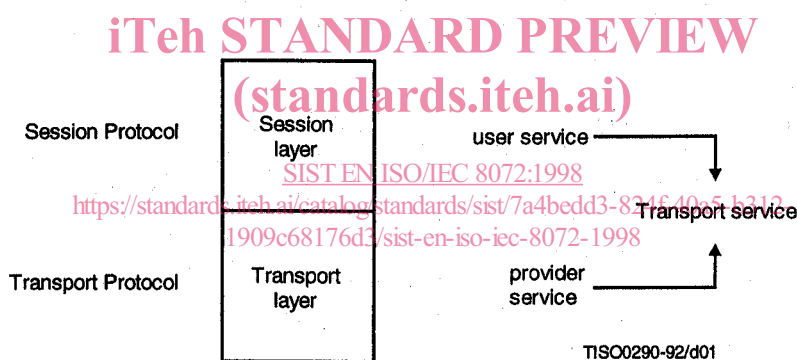 iTeh STANDARD PREVIEW
(standards.iteh.ai)
Session Protocol
Session
layer
user service
SIST EN ISO/IEC 8072:1998
https://standards.iteh.ai/catalog/standards/sist/7a4bedd3-824f-40a5-b312-
1909c68176d3/sist-en-iso-iec-8072-1998
Transport service
Transport Protocol
Transport
layer
provider
service
TISO0290-92/d01